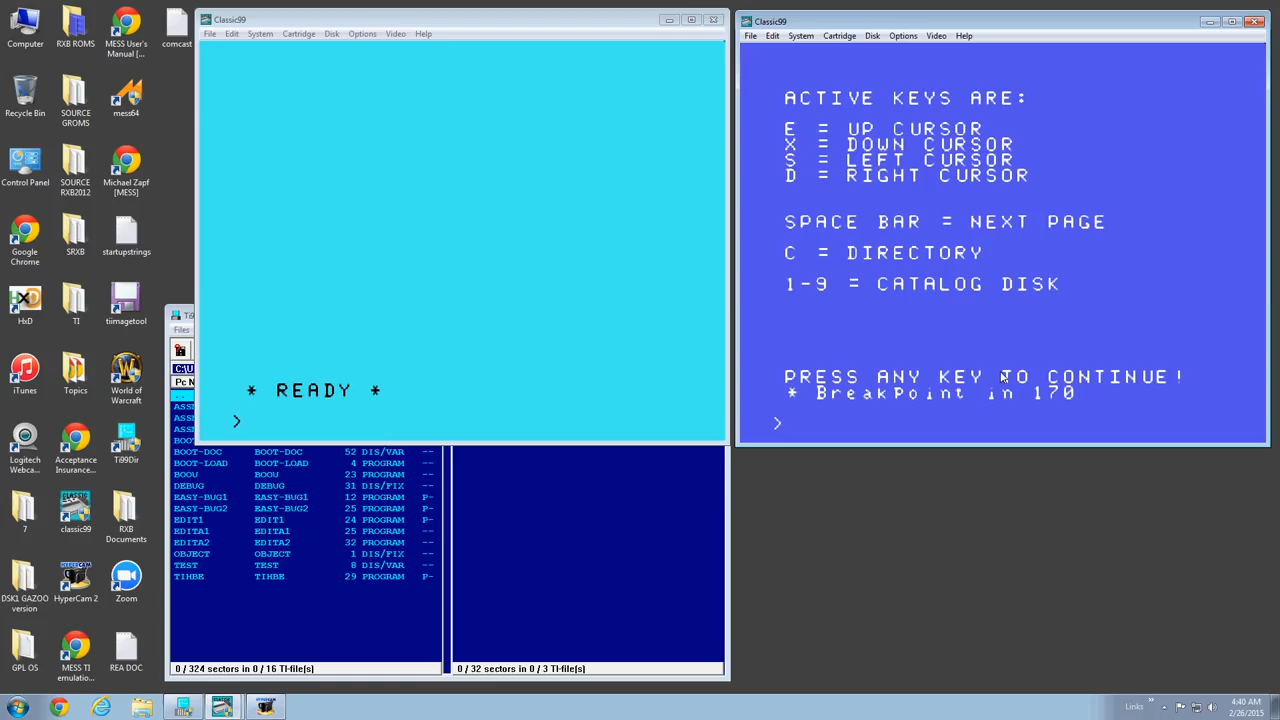 Computer
RXB ROMS
MESS User's
Manual [...
comcast
Recycle Bin
SOURCE
GROMS
mess64
Control Panel
SOURCE
RXB2012
Michael Zapf
[MESS]
Google
Chrome
SRXB
startupstrings
HxD
TI
tiimagetool
iTunes
Topics
World of
Warcraft
Logitech
Webca...
Acceptance
Insurance...
Ti99Dir
7
classic99
RXB
Documents
DSK1 GAZOO
version
HyperCam 2
Zoom
GPL OS
MESS TI
emulatio...
REA DOC
Classic99
File Edit System Cartridge Disk Options Video Help
* READY *
>
Classic99
File Edit System Cartridge Disk Options Video Help
ACTIVE KEYS ARE:
E = UP CURSOR
X = DOWN CURSOR
S = LEFT CURSOR
D = RIGHT CURSOR
SPACE BAR = NEXT PAGE
C = DIRECTORY
1-9 = CATALOG DISK
PRESS ANY KEY TO CONTINUE!
* BreakPoint in 170
>
Files
BOOT-DOC BOOT-DOC 52 DIS/VAR --
BOOT-LOAD BOOT-LOAD 4 PROGRAM --
BOOU BOOU 23 PROGRAM --
DEBUG DEBUG 31 DIS/FIX --
EASY-BUG1 EASY-BUG1 12 PROGRAM P-
EASY-BUG2 EASY-BUG2 25 PROGRAM P-
EDIT1 EDIT1 24 PROGRAM P-
EDITA1 EDITA1 25 PROGRAM --
EDITA2 EDITA2 32 PROGRAM --
OBJECT OBJECT 1 DIS/FIX --
TEST TEST 8 DIS/VAR --
TIHBE TIHBE 29 PROGRAM P-
0 / 324 sectors in 0 / 16 TI-file(s)
0 / 32 sectors in 0 / 3 TI-file(s)
Links
4:40 AM
2/26/2015